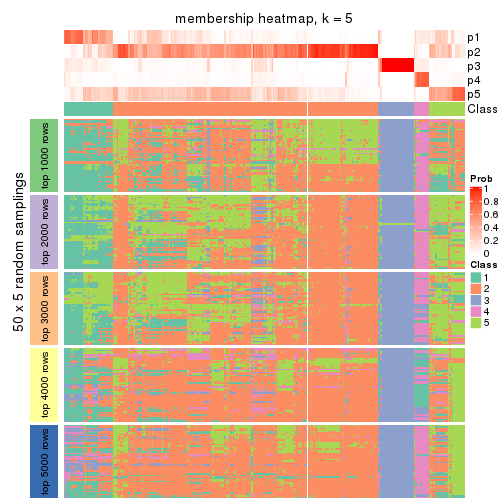 membership heatmap, k = 5
p1
p2
p3
p4
p5
Class
50 x 5 random samplings
top 1000 rows
top 2000 rows
top 3000 rows
top 4000 rows
top 5000 rows
Prob
1
0.8
0.6
0.4
0.2
0
Class
1
2
3
4
5